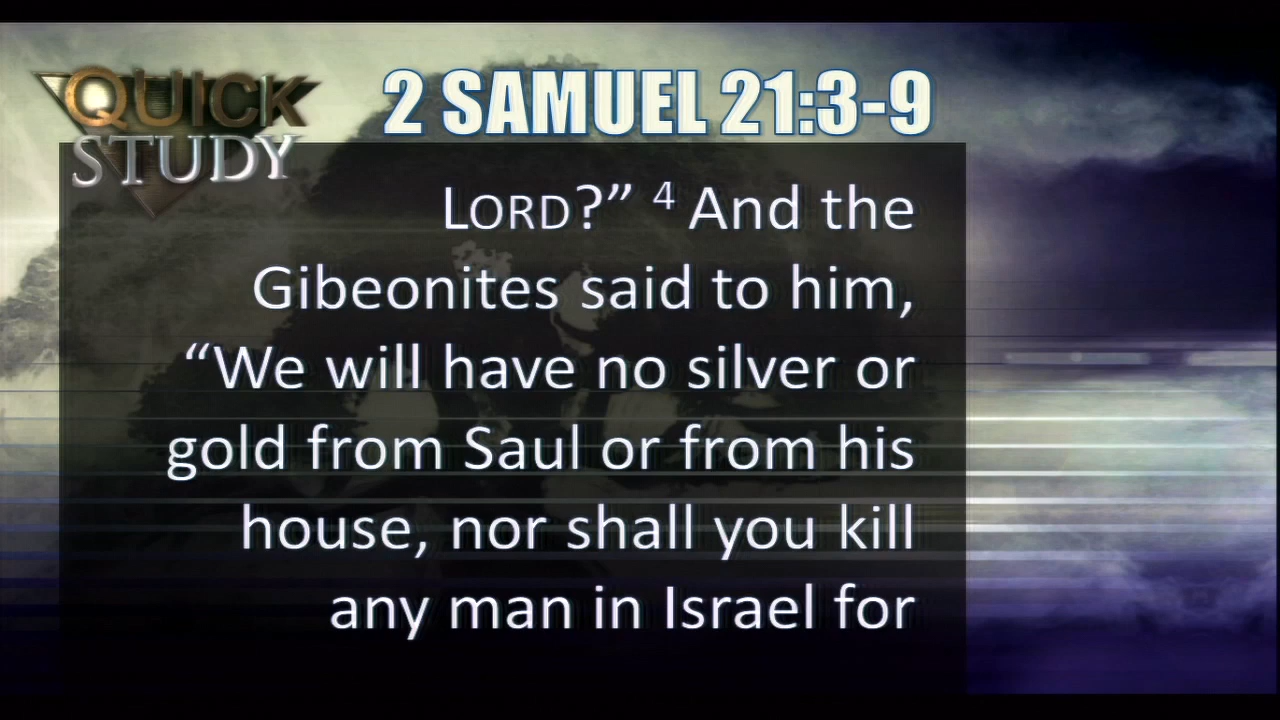 QUICK
STUDY
2 SAMUEL 21:3-9
LORD?” 4 And the
Gibeonites said to him,
“We will have no silver or
gold from Saul or from his
house, nor shall you kill
any man in Israel for